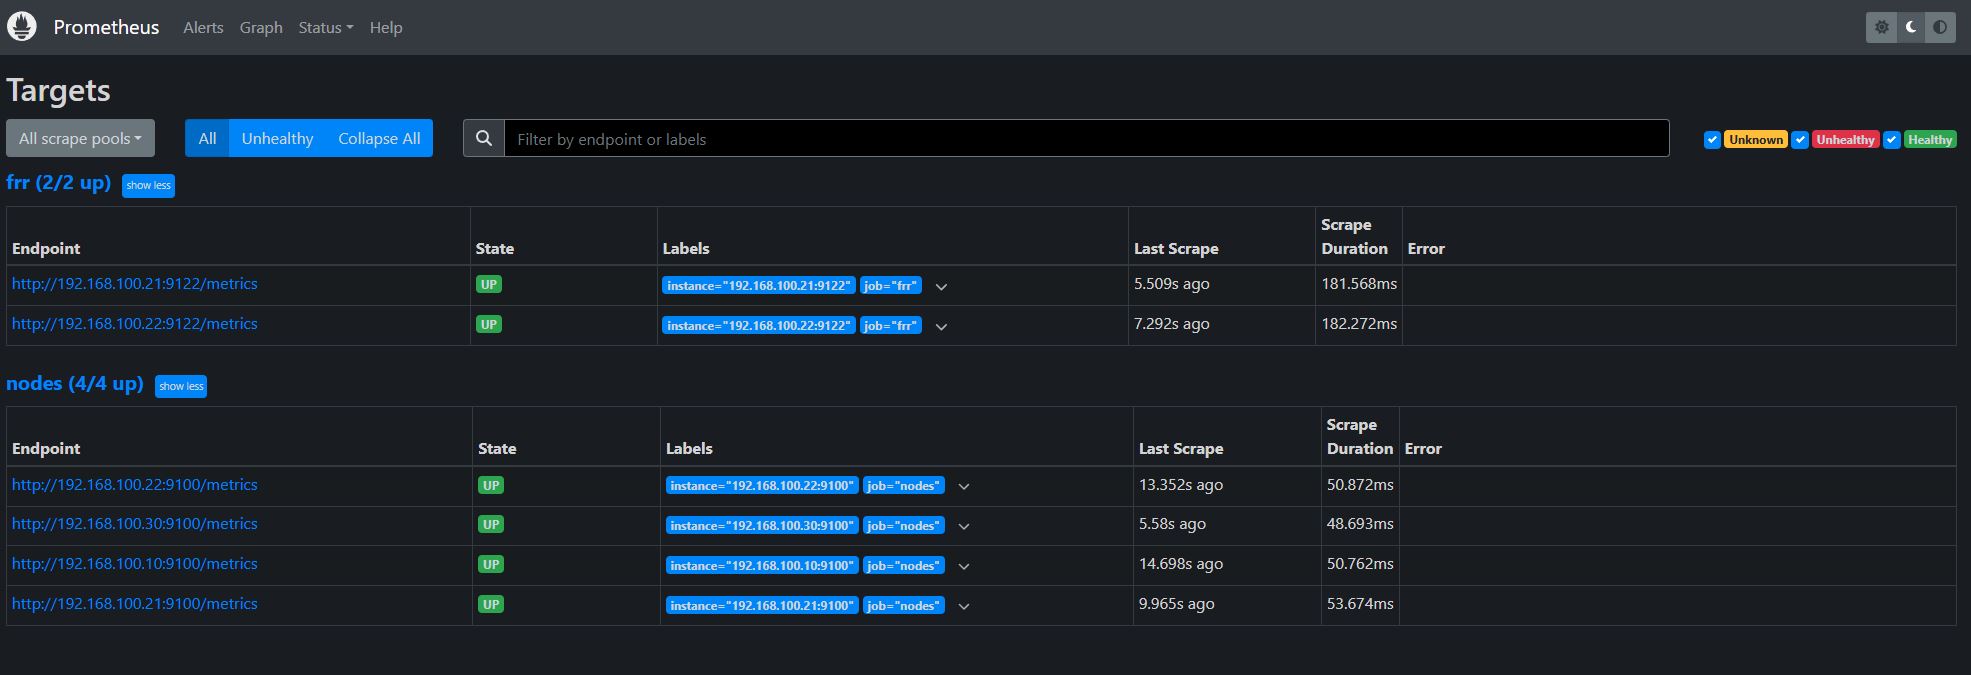 Prometheus Alerts Graph Status Help
Targets
All scrape pools All Unhealthy Collapse All Filter by endpoint or labels Unknown Unhealthy Healthy
frr (2/2 up) show less
Endpoint State Labels Last Scrape Scrape Duration Error
http://192.168.100.21:9122/metrics UP instance="192.168.100.21:9122" job="frr" 5.509s ago 181.568ms
http://192.168.100.22:9122/metrics UP instance="192.168.100.22:9122" job="frr" 7.292s ago 182.272ms
nodes (4/4 up) show less
Endpoint State Labels Last Scrape Scrape Duration Error
http://192.168.100.22:9100/metrics UP instance="192.168.100.22:9100" job="nodes" 13.352s ago 50.872ms
http://192.168.100.30:9100/metrics UP instance="192.168.100.30:9100" job="nodes" 5.58s ago 48.693ms
http://192.168.100.10:9100/metrics UP instance="192.168.100.10:9100" job="nodes" 14.698s ago 50.762ms
http://192.168.100.21:9100/metrics UP instance="192.168.100.21:9100" job="nodes" 9.965s ago 53.674ms